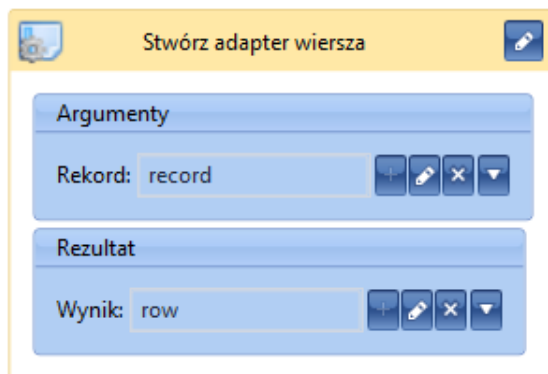 Stwórz adapter wiersza
Argumenty
Rekord: record
Rezultat
Wynik: row